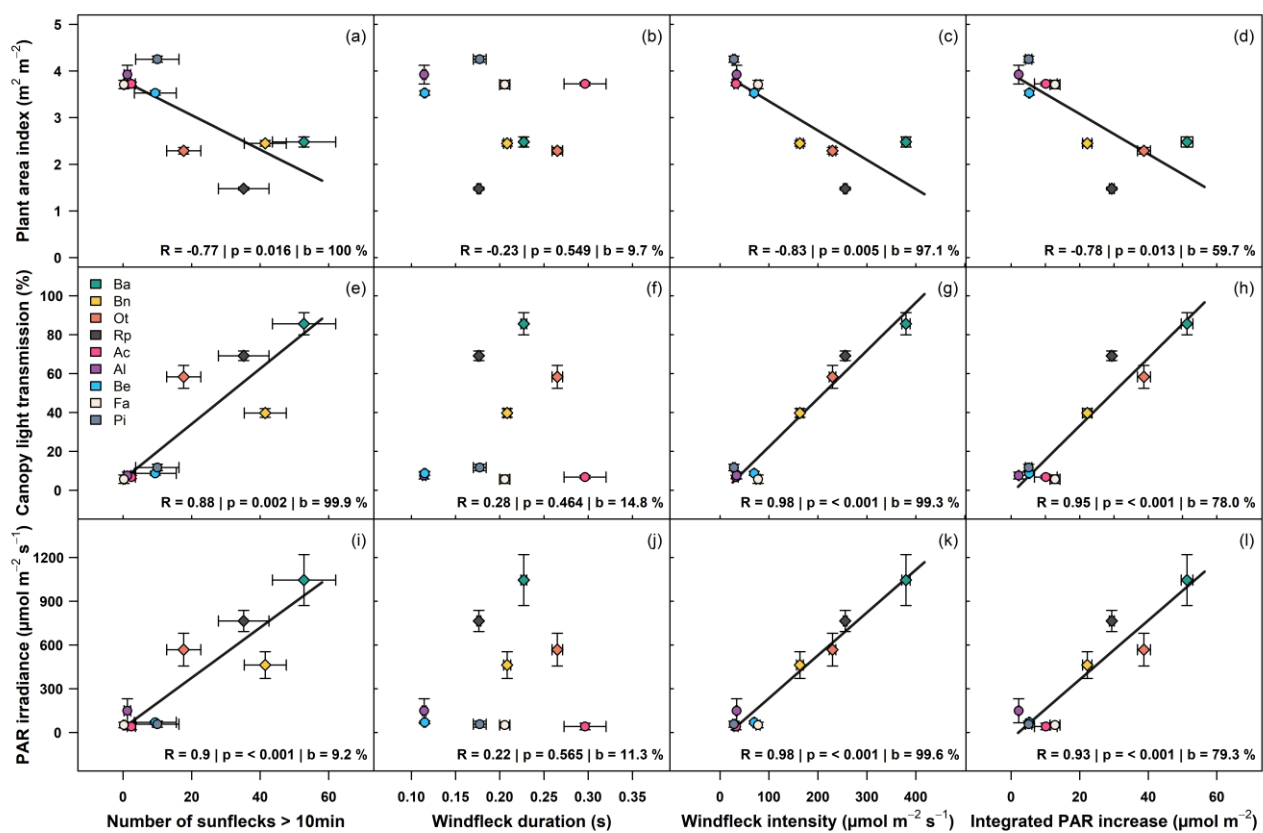 Plant area index (m² m⁻²)
5
4
3
2
1
0
(a)
R = -0.77 | p = 0.016 | b = 100 %
(b)
R = -0.23 | p = 0.549 | b = 9.7 %
(c)
R = -0.83 | p = 0.005 | b = 97.1 %
(d)
R = -0.78 | p = 0.013 | b = 59.7 %
Canopy light transmission (%)
100
80
60
40
20
0
Ba
Bn
Ot
Rp
Ac
Al
Be
Fa
Pi
(e)
R = 0.88 | p = 0.002 | b = 99.9 %
(f)
R = 0.28 | p = 0.464 | b = 14.8 %
(g)
R = 0.98 | p = <0.001 | b = 99.3 %
(h)
R = 0.95 | p = <0.001 | b = 78.0 %
PAR irradiance (μmol m⁻² s⁻¹)
1200
900
600
300
0
(i)
R = 0.9 | p = <0.001 | b = 9.2 %
(j)
R = 0.22 | p = 0.565 | b = 11.3 %
(k)
R = 0.98 | p = <0.001 | b = 99.6 %
(l)
R = 0.93 | p = <0.001 | b = 79.3 %
0 20 40 60
0.10 0.15 0.20 0.25 0.30 0.35
0 100 200 300 400
0 20 40 60
Number of sunflecks > 10min
Windfleck duration (s)
Windfleck intensity (μmol m⁻² s⁻¹)
Integrated PAR increase (μmol m⁻²)